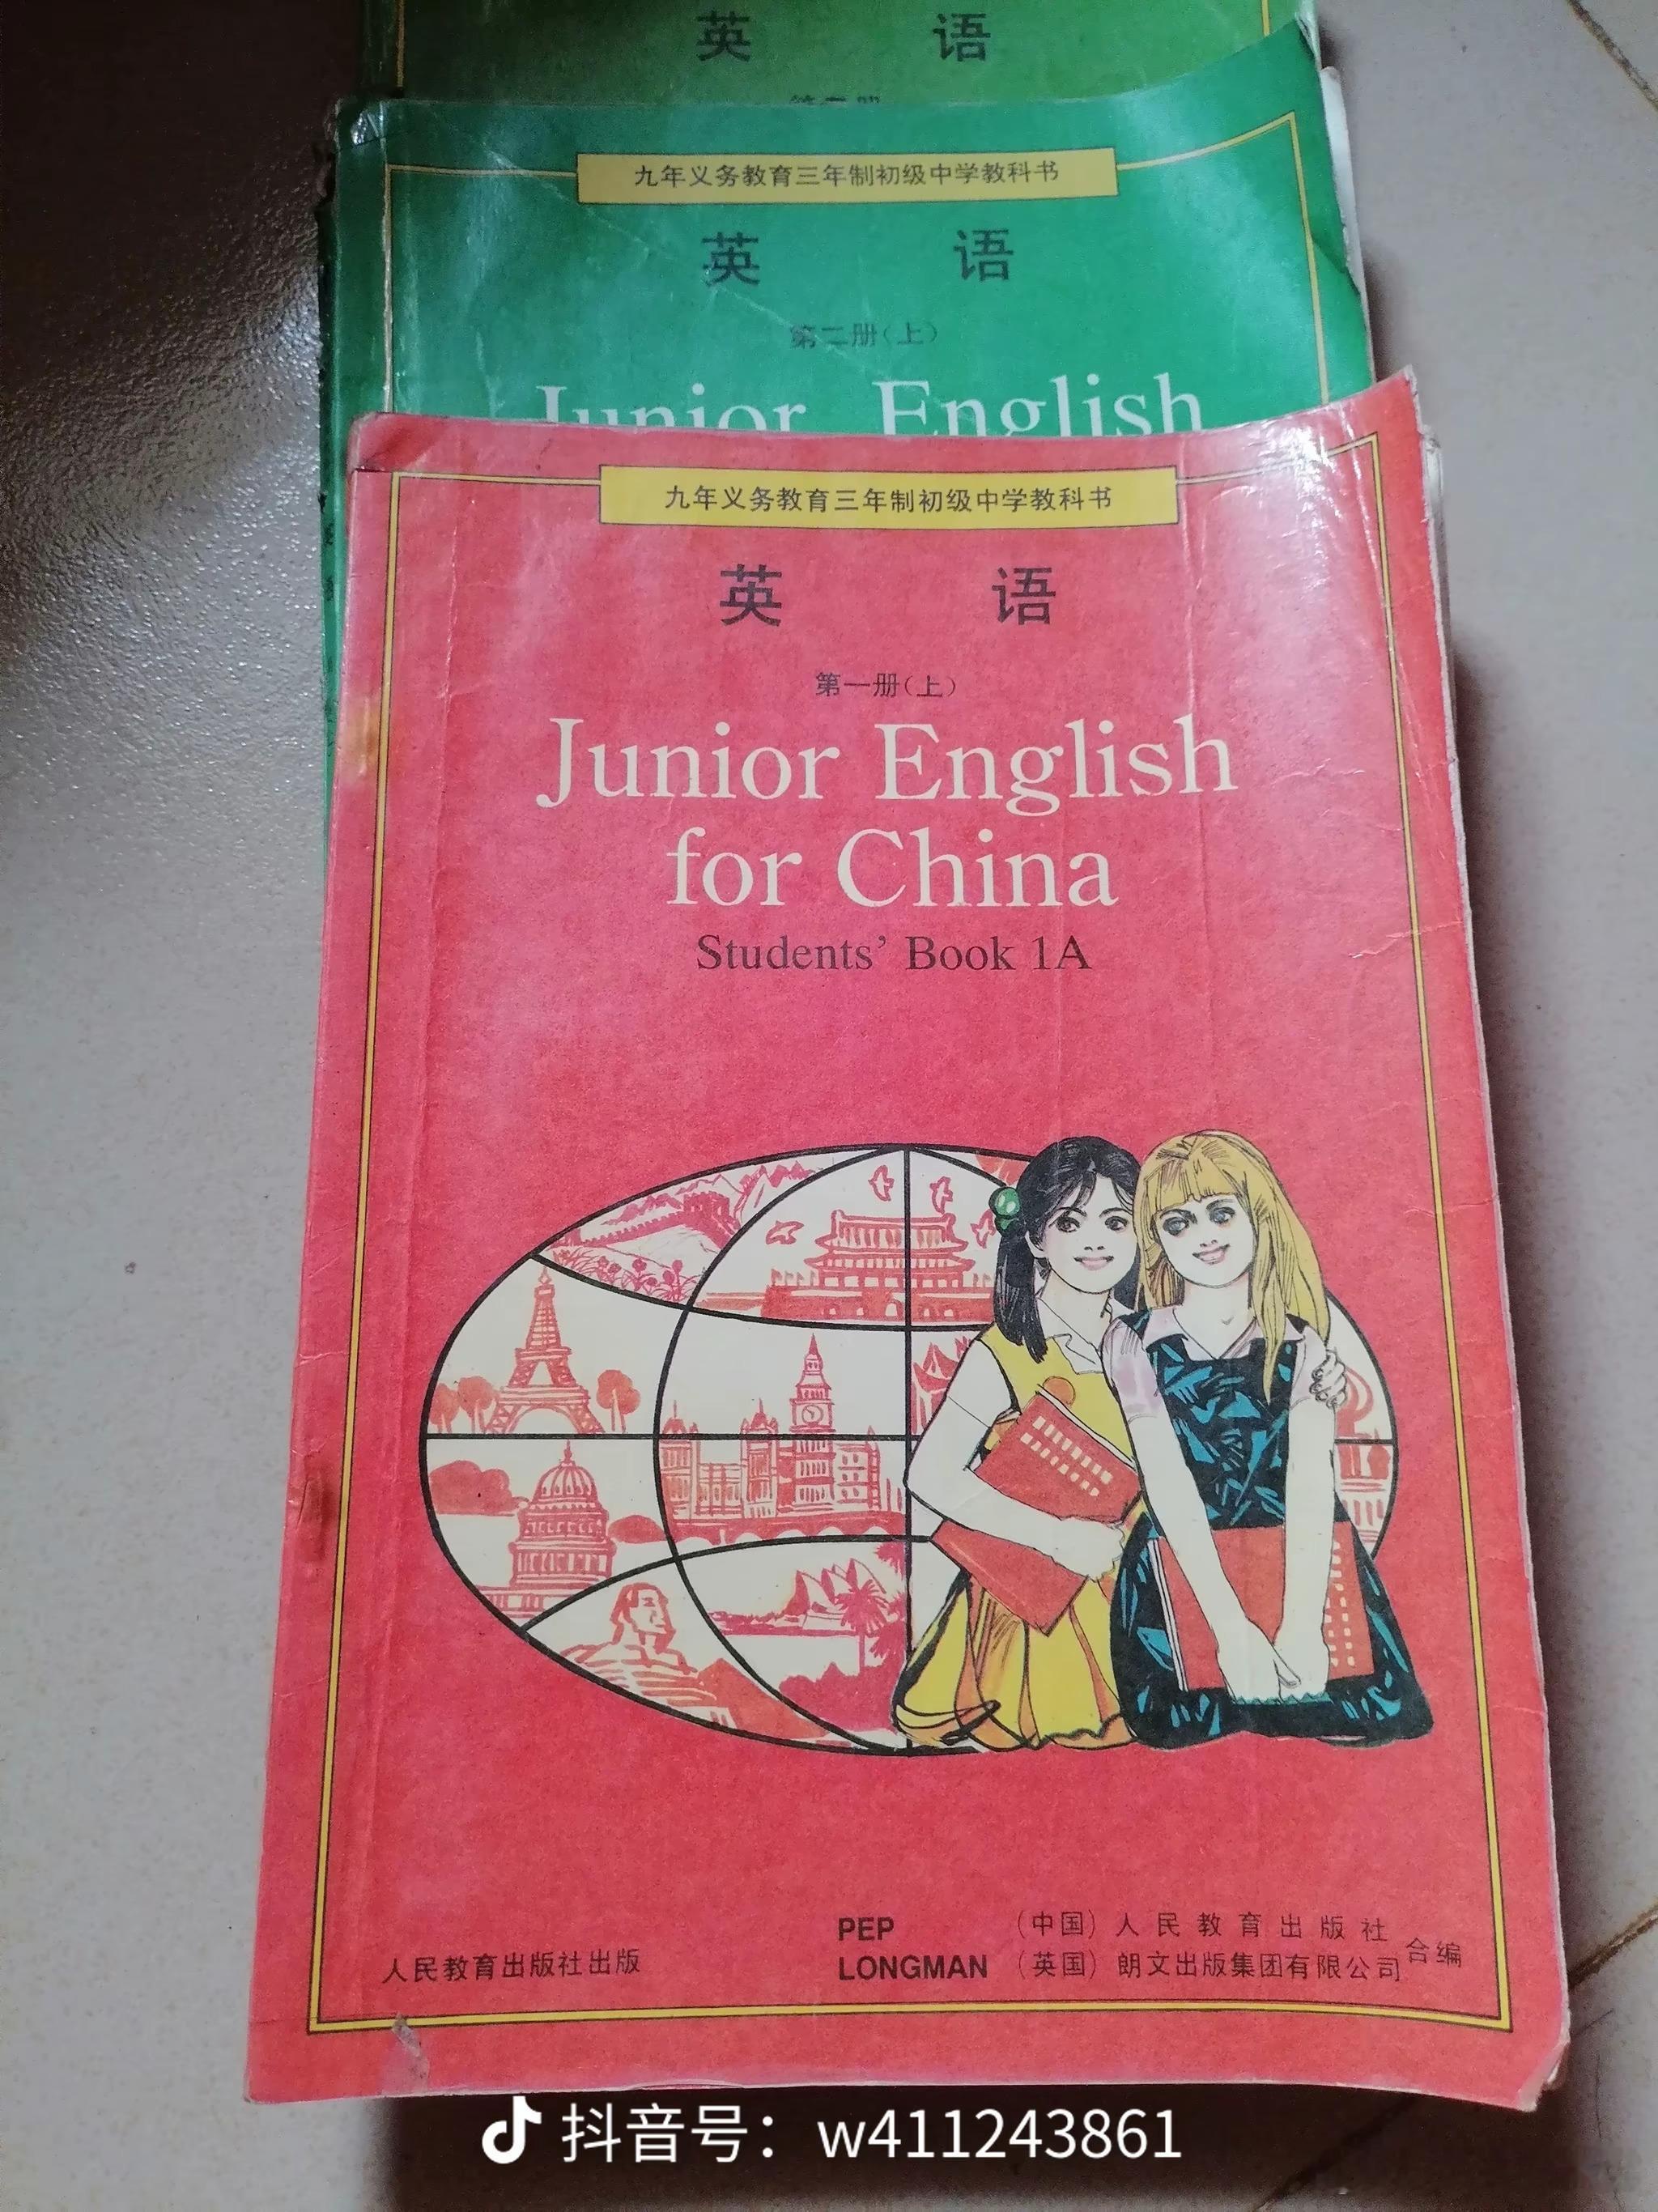 英 语
九年义务教育三年制初级中学教科书
英 语
第二册(上)
Junior English
九年义务教育三年制初级中学教科书
英 语
第一册(上)
Junior English
for China
Students' Book 1A
人民教育出版社出版
PEP (中国) 人民教育出版社
LONGMAN (英国) 朗文出版集团有限公司
合编
抖音号: w411243861